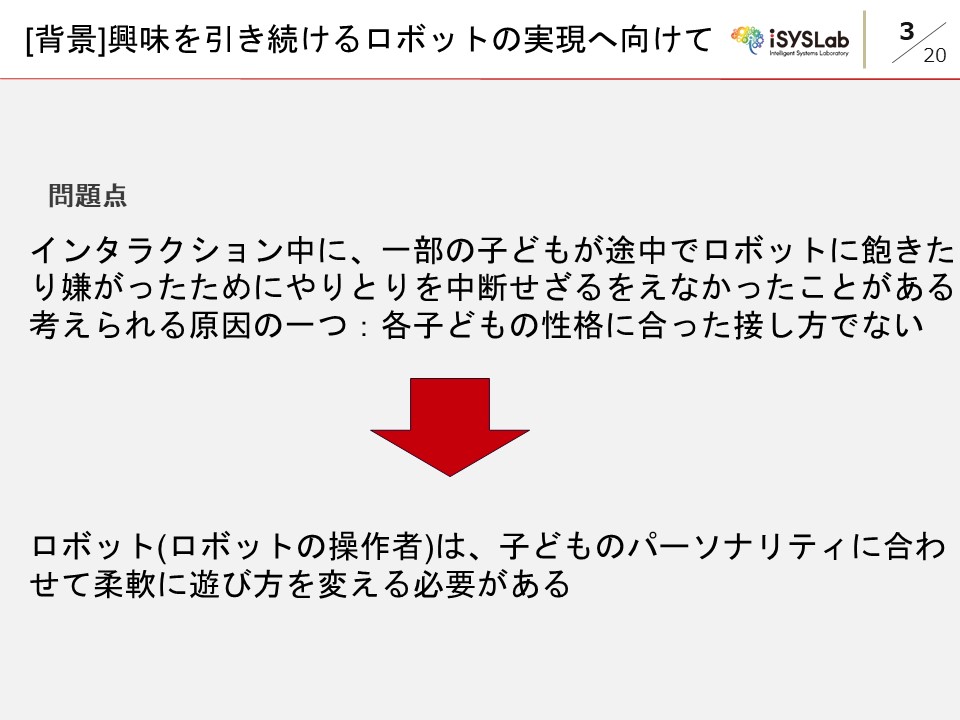 [背景]興味を引き続けるロボットの実現へ向けて
iSYSLab
Intelligent Systems Laboratory
3
20
問題点
インタラクション中に、一部の子どもが途中でロボットに飽きた
り嫌がったためにやりとりを中断せざるをえなかったことがある
考えられる原因の一つ：各子どもの性格に合った接し方でない
ロボット(ロボットの操作者)は、子どものパーソナリティに合わ
せて柔軟に遊び方を変える必要がある